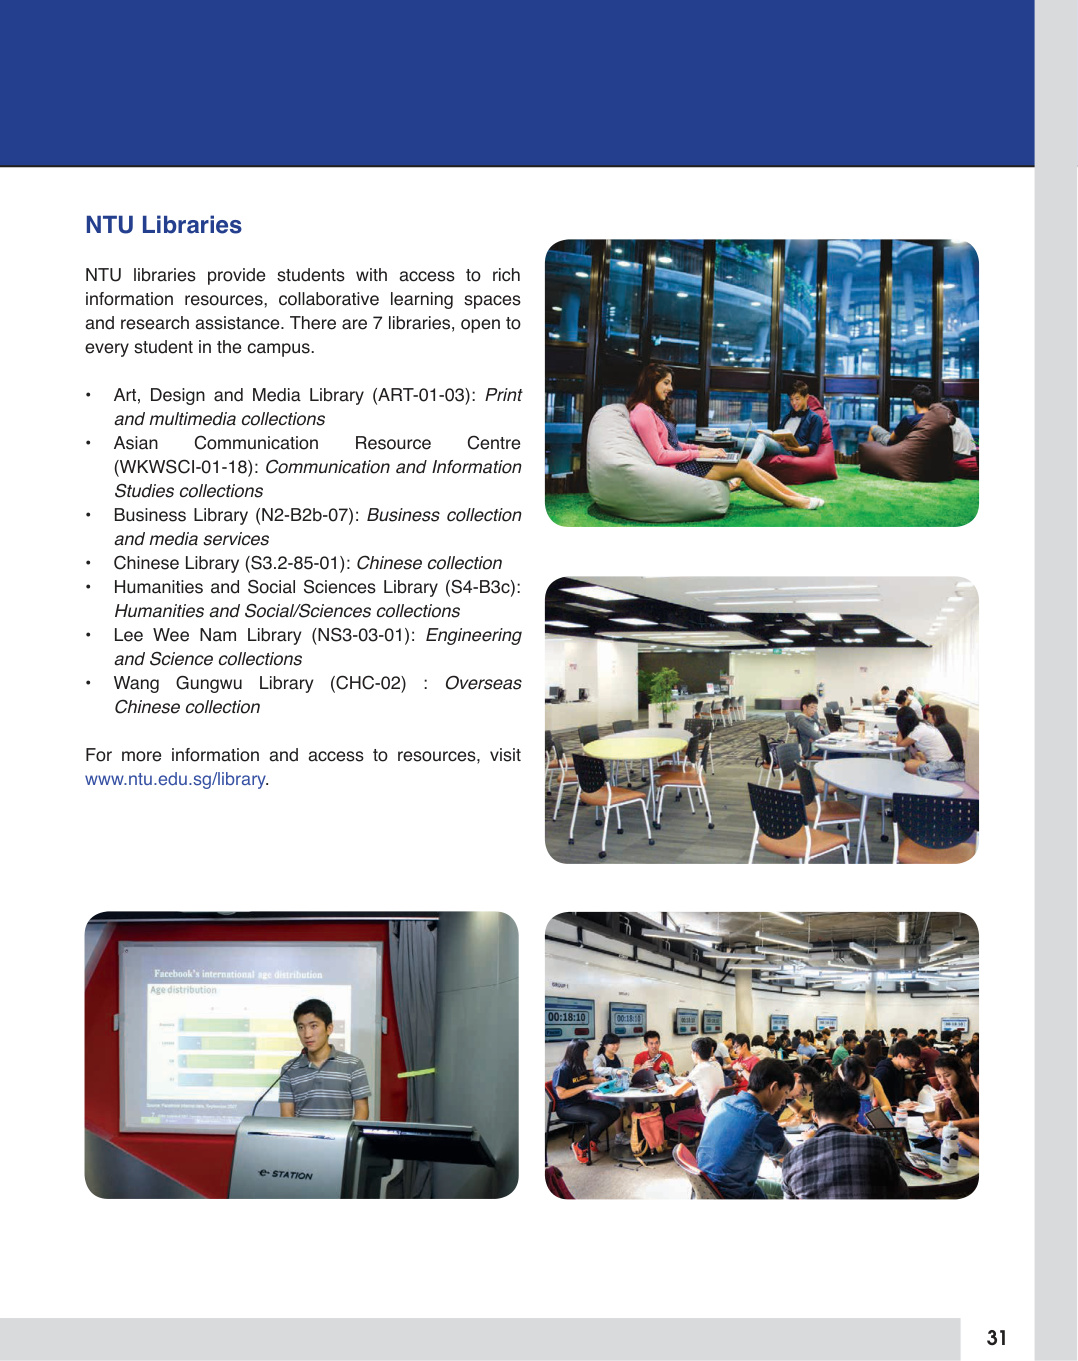 NTU Libraries
NTU libraries provide students with access to rich
information resources, collaborative learning spaces
and research assistance. There are 7 libraries, open to
every student in the campus.
• Art, Design and Media Library (ART-01-03): Print
and multimedia collections
• Asian Communication Resource Centre
(WKWSCI-01-18): Communication and Information
Studies collections
• Business Library (N2-B2b-07): Business collection
and media services
• Chinese Library (S3.2-85-01): Chinese collection
• Humanities and Social Sciences Library (S4-B3c):
Humanities and Social/Sciences collections
• Lee Wee Nam Library (NS3-03-01): Engineering
and Science collections
• Wang Gungwu Library (CHC-02) : Overseas
Chinese collection
For more information and access to resources, visit
www.ntu.edu.sg/library.
Facebook's international age distribution
Age distribution
e-STATION
GROUP 1
00:18:10
00:18:10
31